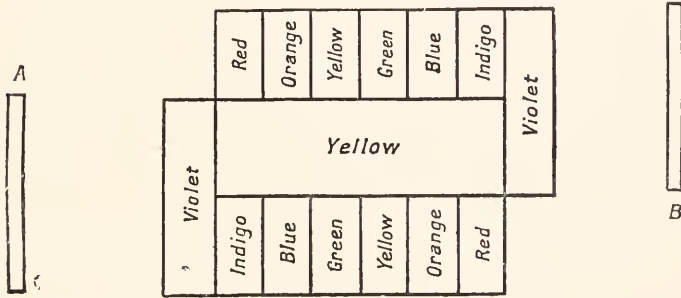 Red Orange Yellow Green Blue Indigo Violet
A
Yellow
Violet
Indigo Blue Green Yellow Orange Red
B
C